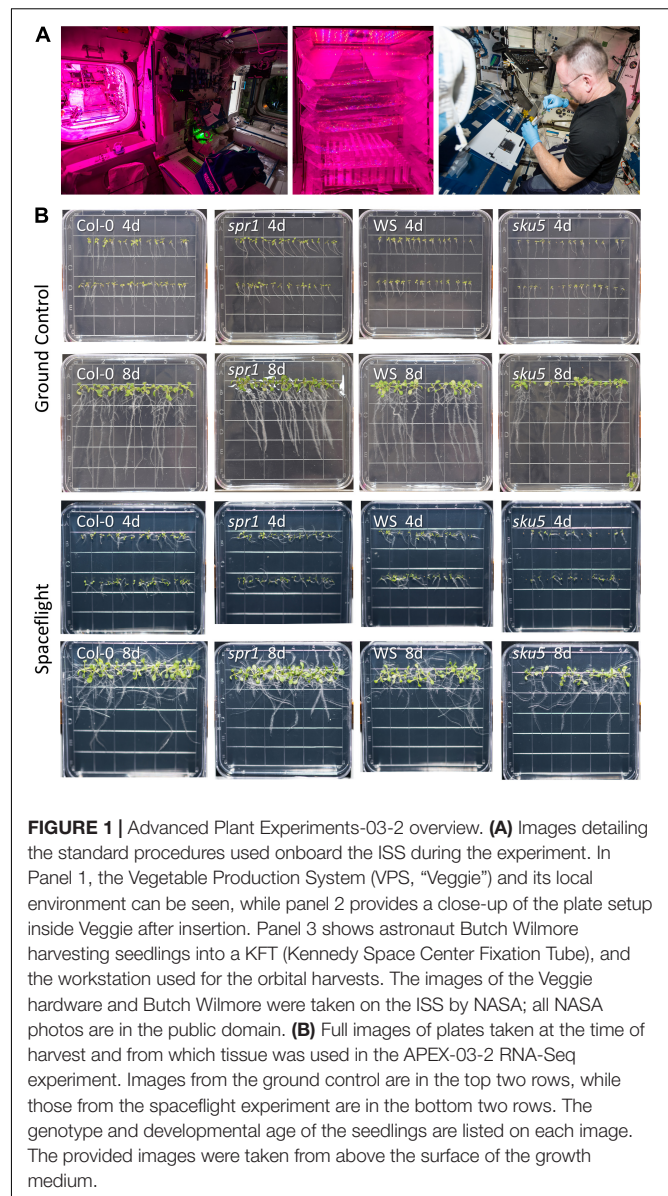 A
B
Ground Control
Col-0 4d
spr1 4d
WS 4d
sku5 4d
Col-0 8d
spr1 8d
WS 8d
sku5 8d
Spaceflight
Col-0 4d
spr1 4d
WS 4d
sku5 4d
Col-0 8d
spr1 8d
WS 8d
sku5 8d
FIGURE 1 | Advanced Plant Experiments-03-2 overview. (A) Images detailing
the standard procedures used onboard the ISS during the experiment. In
Panel 1, the Vegetable Production System (VPS, “Veggie”) and its local
environment can be seen, while panel 2 provides a close-up of the plate setup
inside Veggie after insertion. Panel 3 shows astronaut Butch Wilmore
harvesting seedlings into a KFT (Kennedy Space Center Fixation Tube), and
the workstation used for the orbital harvests. The images of the Veggie
hardware and Butch Wilmore were taken on the ISS by NASA; all NASA
photos are in the public domain. (B) Full images of plates taken at the time of
harvest and from which tissue was used in the APEX-03-2 RNA-Seq
experiment. Images from the ground control are in the top two rows, while
those from the spaceflight experiment are in the bottom two rows. The
genotype and developmental age of the seedlings are listed on each image.
The provided images were taken from above the surface of the growth
medium.